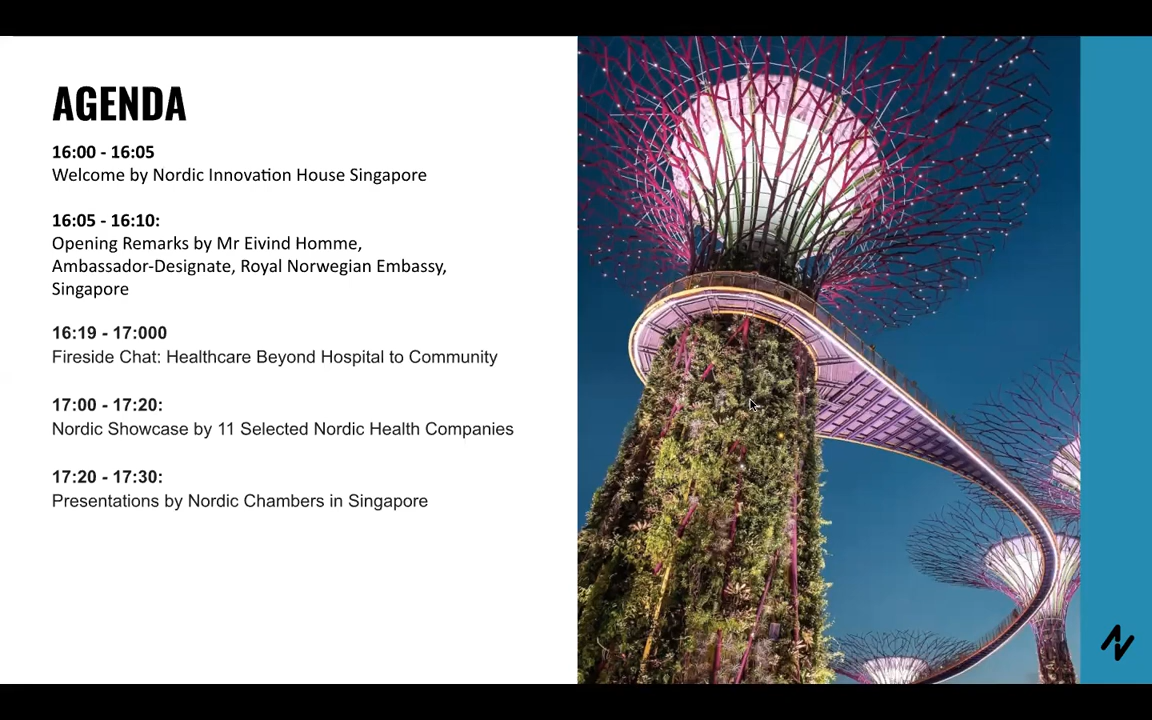 AGENDA
16:00 - 16:05
Welcome by Nordic Innovation House Singapore
16:05 - 16:10:
Opening Remarks by Mr Eivind Homme,
Ambassador-Designate, Royal Norwegian Embassy,
Singapore
16:19 - 17:000
Fireside Chat: Healthcare Beyond Hospital to Community
17:00 - 17:20:
Nordic Showcase by 11 Selected Nordic Health Companies
17:20 - 17:30:
Presentations by Nordic Chambers in Singapore